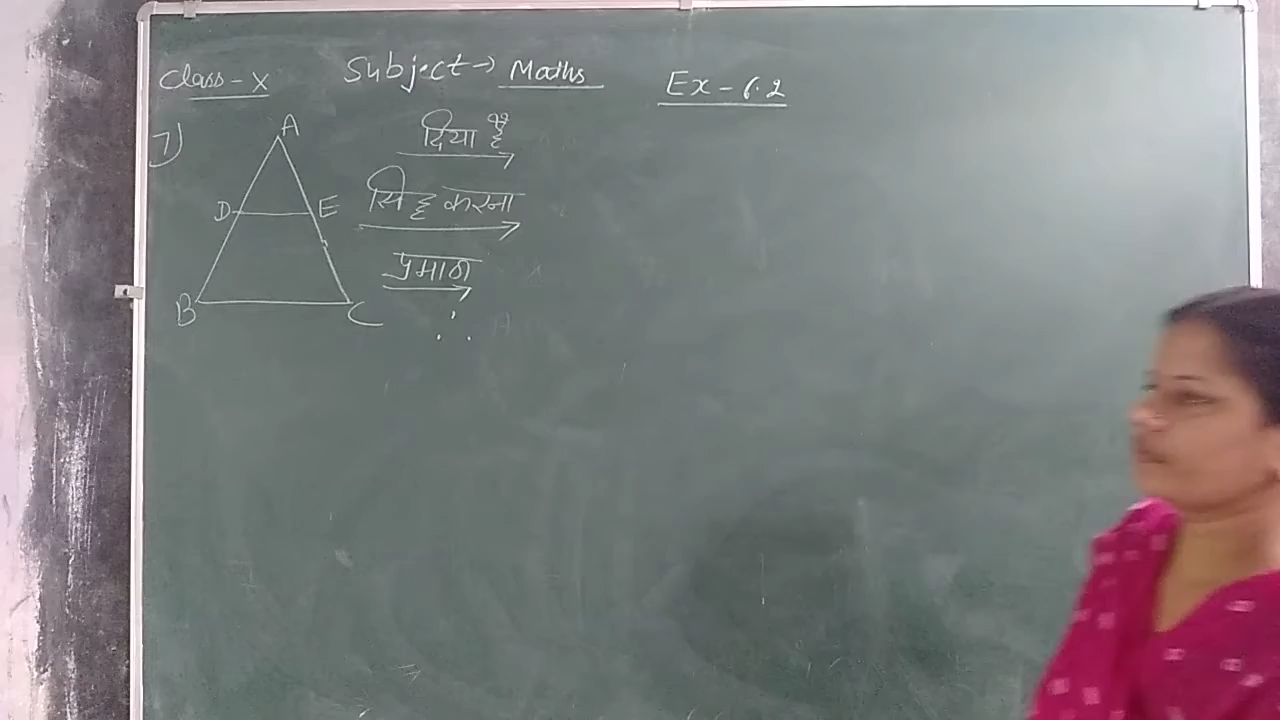 Class - X Subject → Maths Ex - 6.2
7)
A
D E
B C
दिया है
सिद्ध करना
प्रमाण
∴